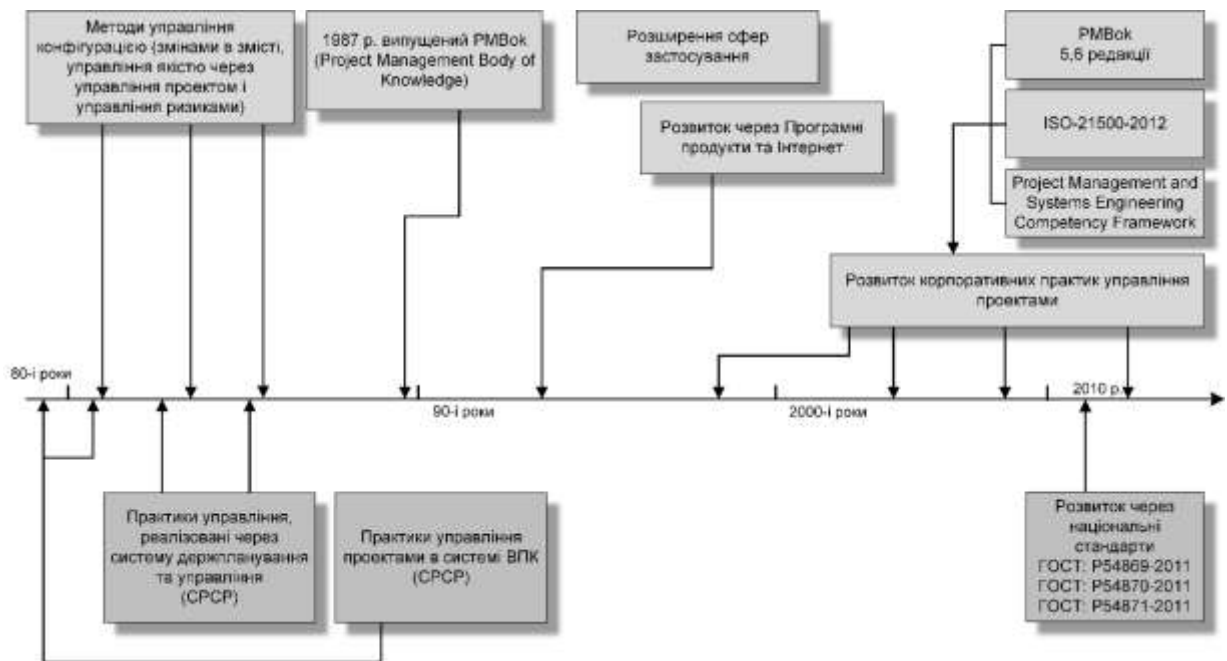 Методи управління
конфігурацією (змінами в змісті,
управління якістю через
управління проектом і
управління ризиками)
1987 р. випущений PMBok
(Project Management Body of
Knowledge)
Розширення сфер
застосування
Розвиток через Програмні
продукти та Інтернет
PMBok
5,6 редакції
ISO-21500-2012
Project Management and
Systems Engineering
Competency Framework
Розвиток корпоративних практик управління
проектами
80-і роки
90-і роки
2000-і роки
2010 р.
Практики управління,
реалізовані через
систему держпланування
та управління
(СРСР)
Практики управління
проектами в системі ВПК
(СРСР)
Розвиток через
національні
стандарти
ГОСТ: Р54869-2011
ГОСТ: Р54870-2011
ГОСТ: Р54871-2011